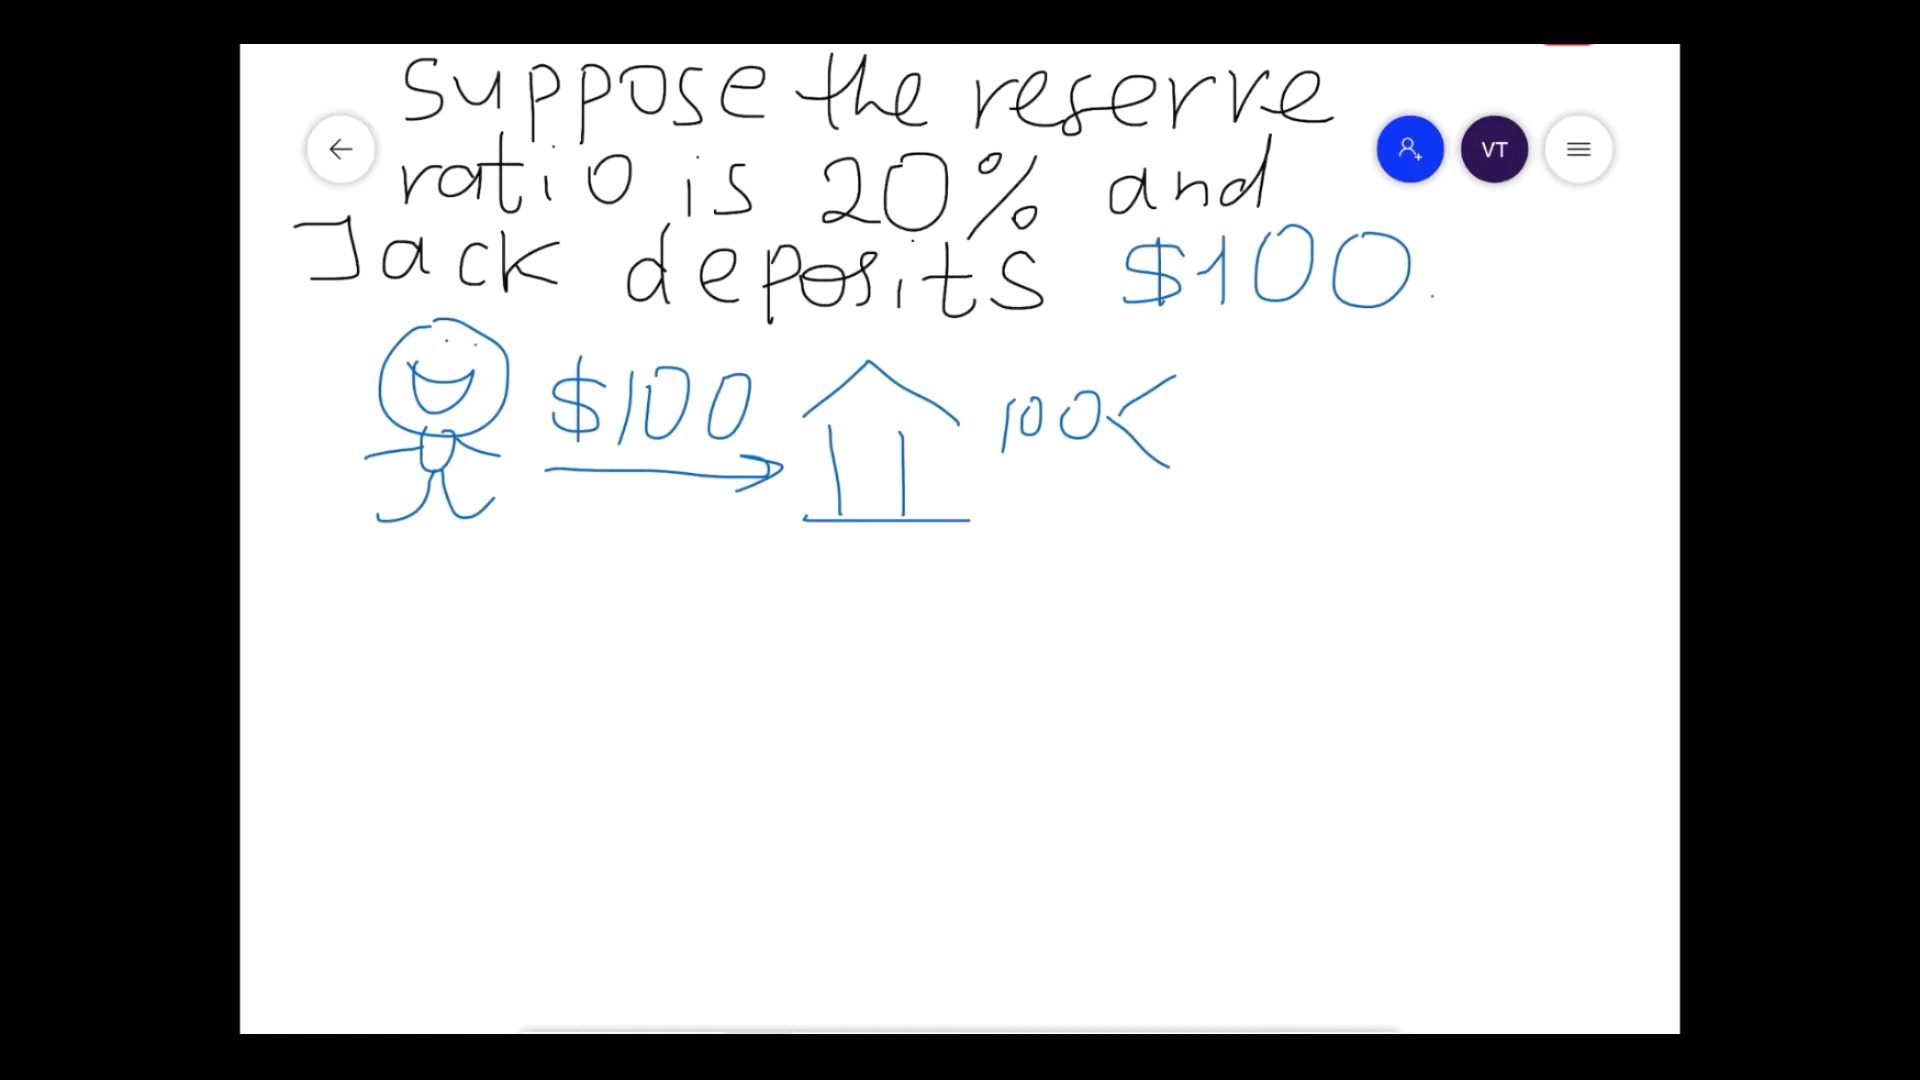 suppose the reserve
ratio is 20% and
Jack deposits $100.
$100
100<
VT